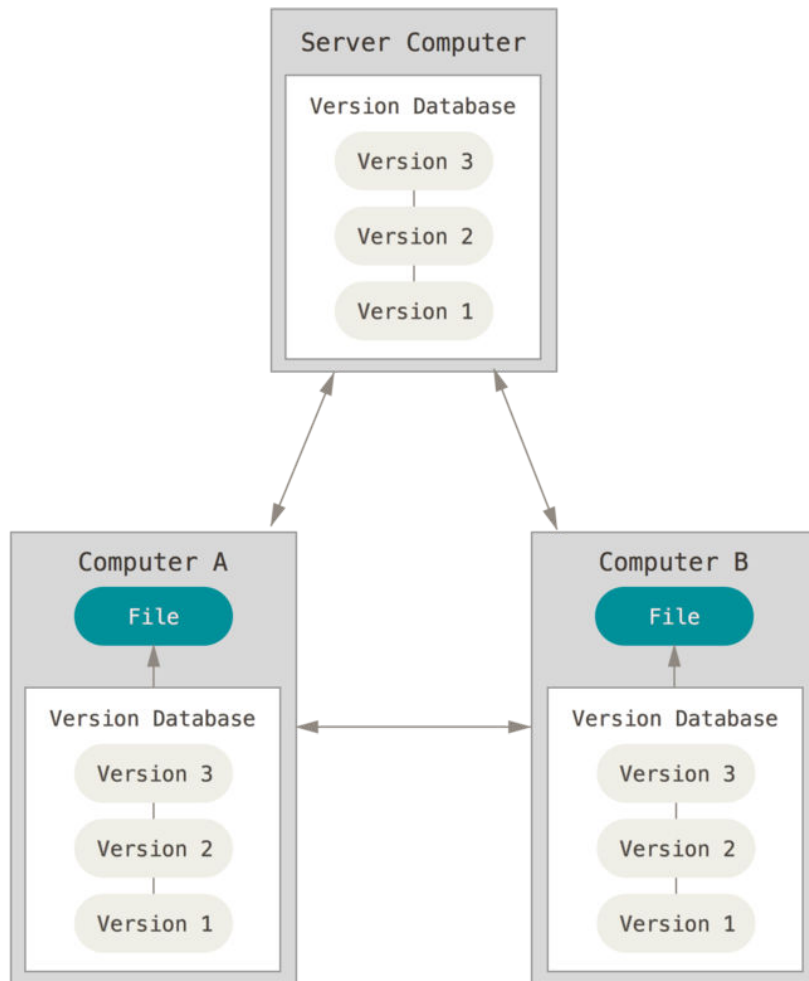 Server Computer
Version Database
Version 3
Version 2
Version 1
Computer A
File
Version Database
Version 3
Version 2
Version 1
Computer B
File
Version Database
Version 3
Version 2
Version 1